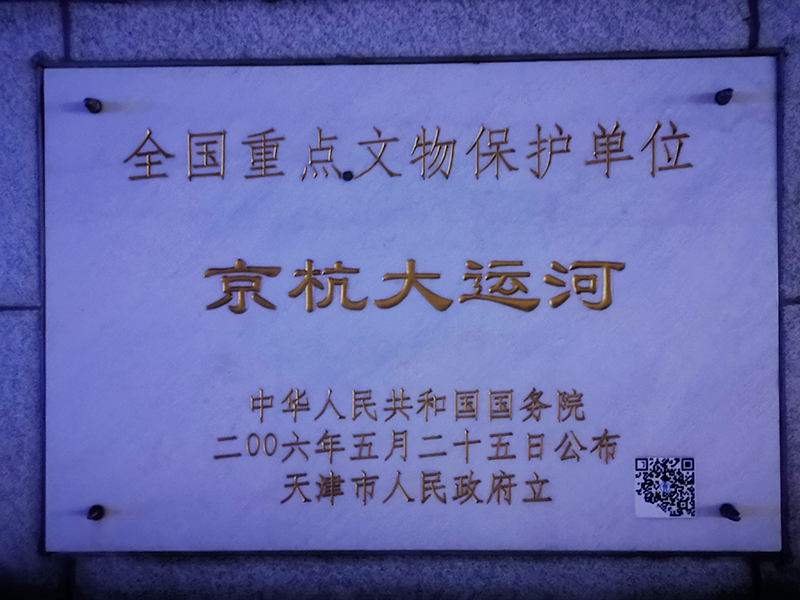 全国重点文物保护单位
京杭大运河
中华人民共和国国务院
二〇〇六年五月二十五日公布
天津市人民政府立